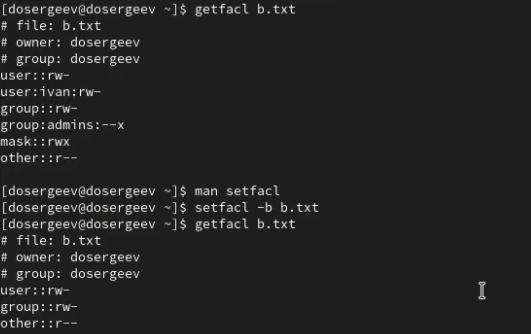 [dosergeev@dosergeev ~]$ getfacl b.txt
# file: b.txt
# owner: dosergeev
# group: dosergeev
user::rw-
user:ivan:rw-
group::rw-
group:admins:--x
mask::rwx
other::r--
[dosergeev@dosergeev ~]$ man setfacl
[dosergeev@dosergeev ~]$ setfacl -b b.txt
[dosergeev@dosergeev ~]$ getfacl b.txt
# file: b.txt
# owner: dosergeev
# group: dosergeev
user::rw-
group::rw-
other::r--